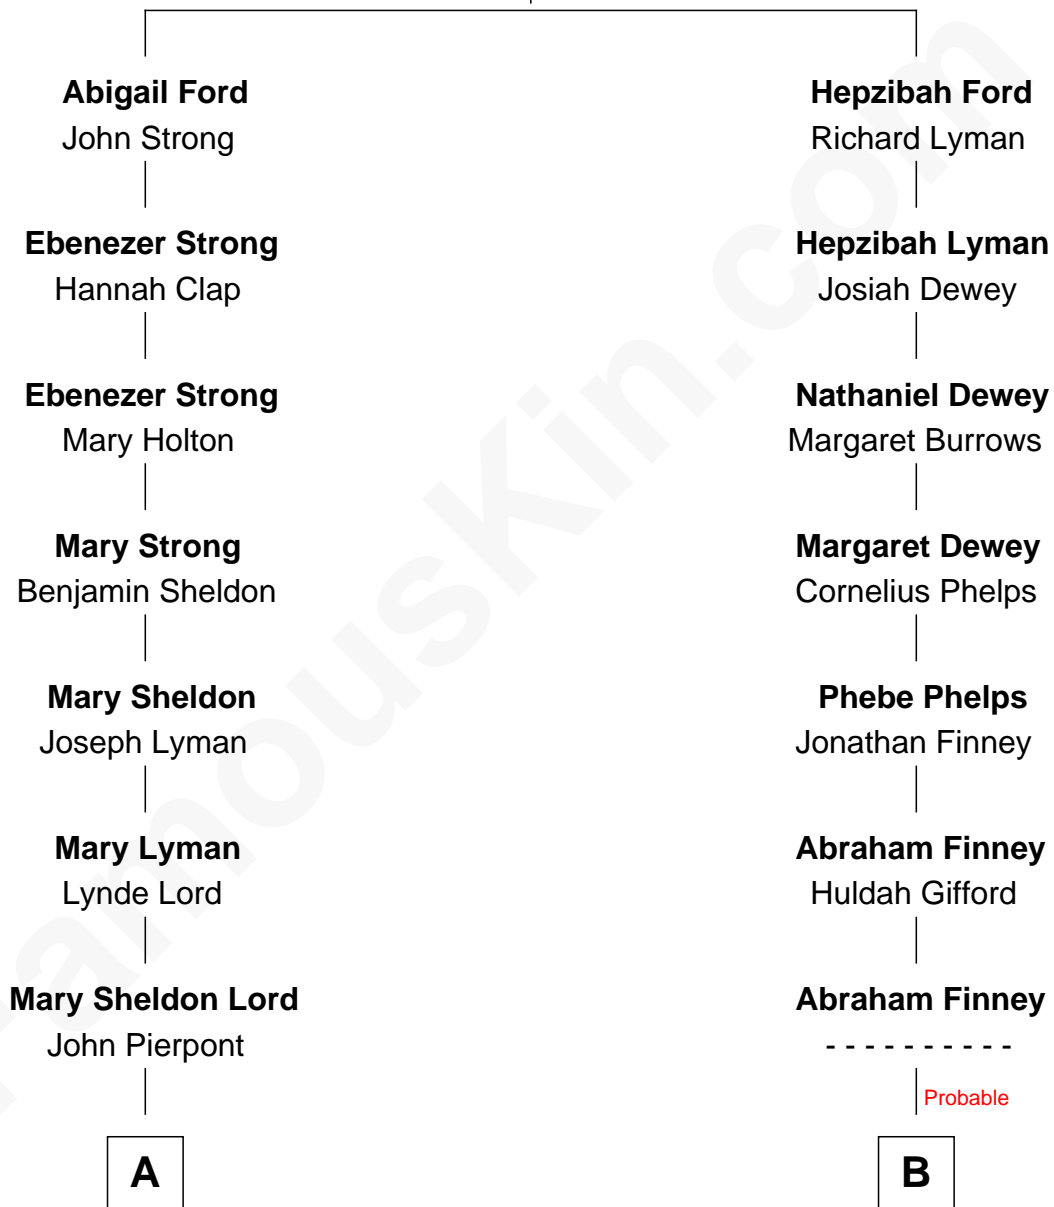 Abigail Ford
John Strong
Ebenezer Strong
Hannah Clap
Ebenezer Strong
Mary Holton
Mary Strong
Benjamin Sheldon
Mary Sheldon
Joseph Lyman
Mary Lyman
Lynde Lord
Mary Sheldon Lord
John Pierpont
A
Hepzibah Ford
Richard Lyman
Hepzibah Lyman
Josiah Dewey
Nathaniel Dewey
Margaret Burrows
Margaret Dewey
Cornelius Phelps
Phebe Phelps
Jonathan Finney
Abraham Finney
Huldah Gifford
Abraham Finney
- - - - - - - - - -
Probable
B
FamousKin.com